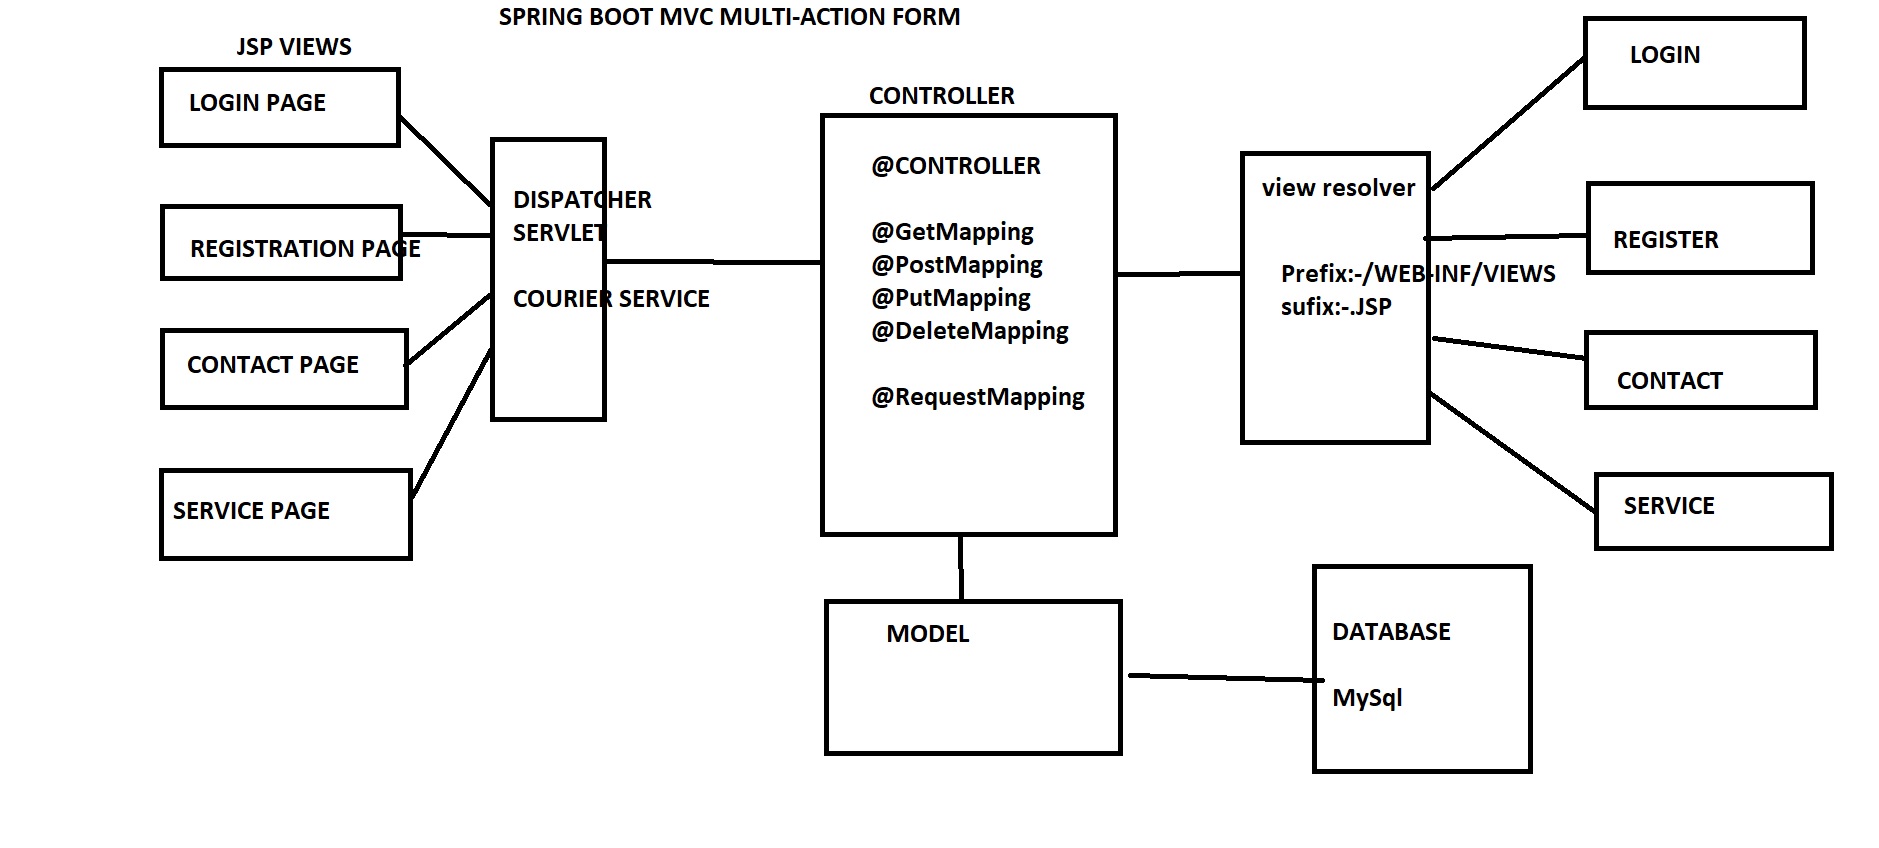 SPRING BOOT MVC MULTI-ACTION FORM
JSP VIEWS
LOGIN PAGE
REGISTRATION PAGE
CONTACT PAGE
SERVICE PAGE
DISPATCHER
SERVLET
COURIER SERVICE
CONTROLLER
@CONTROLLER
@GetMapping
@PostMapping
@PutMapping
@DeleteMapping
@RequestMapping
MODEL
DATABASE
MySql
view resolver
Prefix:-/WEB-INF/VIEWS
sufix:-.JSP
LOGIN
REGISTER
CONTACT
SERVICE